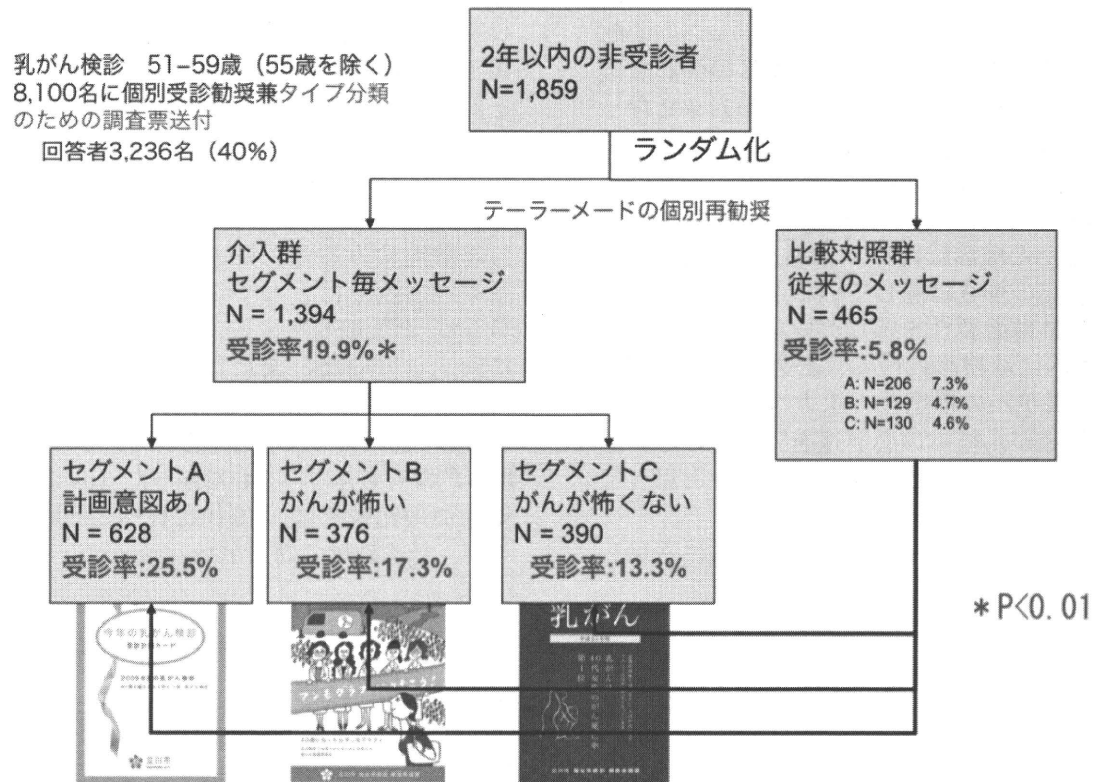 乳がん検診 51–59歳（55歳を除く）
8,100名に個別受診勧奨兼タイプ分類
のための調査票送付
回答者3,236名（40%）
2年以内の非受診者
N=1,859
ランダム化
テーラーメードの個別再勧奨
介入群
セグメント毎メッセージ
N = 1,394
受診率19.9%＊
比較対照群
従来のメッセージ
N = 465
受診率:5.8%
A: N=206 7.3%
B: N=129 4.7%
C: N=130 4.6%
セグメントA
計画意図あり
N = 628
受診率:25.5%
セグメントB
がんが怖い
N = 376
受診率:17.3%
セグメントC
がんが怖くない
N = 390
受診率:13.3%
＊P<0.01
今年の乳がん検診
乳がん